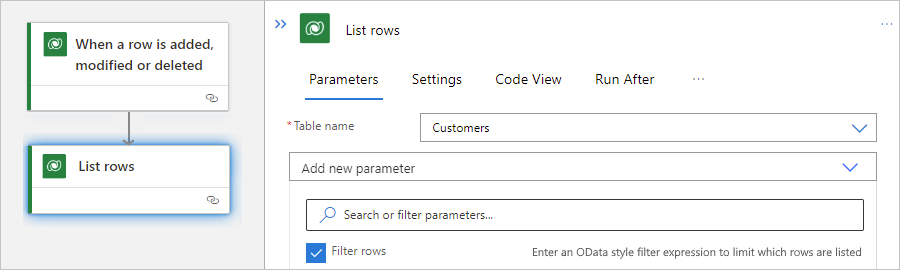 When a row is added,
modified or deleted
List rows
List rows
Parameters
Settings
Code View
Run After
*Table name
Customers
Add new parameter
Search or filter parameters...
Filter rows
Enter an OData style filter expression to limit which rows are listed